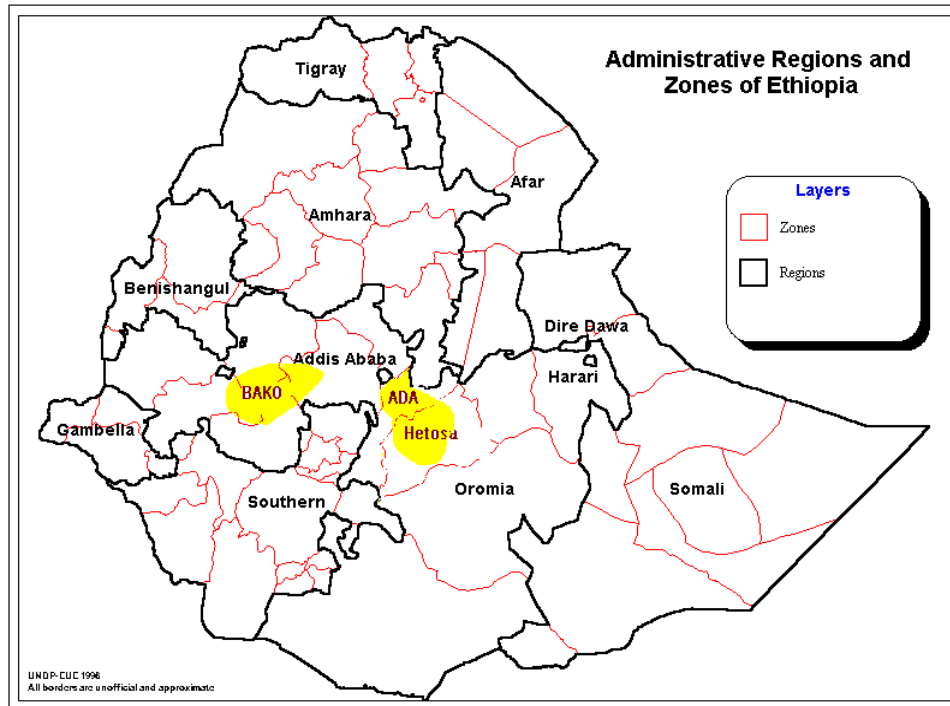 Administrative Regions and
Zones of Ethiopia
Tigray
Afar
Layers
Zones
Regions
Amhara
Benishangul
Dire Dawa
Addis Ababa
Harari
BAKO
ADA
Gambella
Hetosa
Oromia
Somali
Southern
UNDP-EUE 1996
All borders are unofficial and approximate